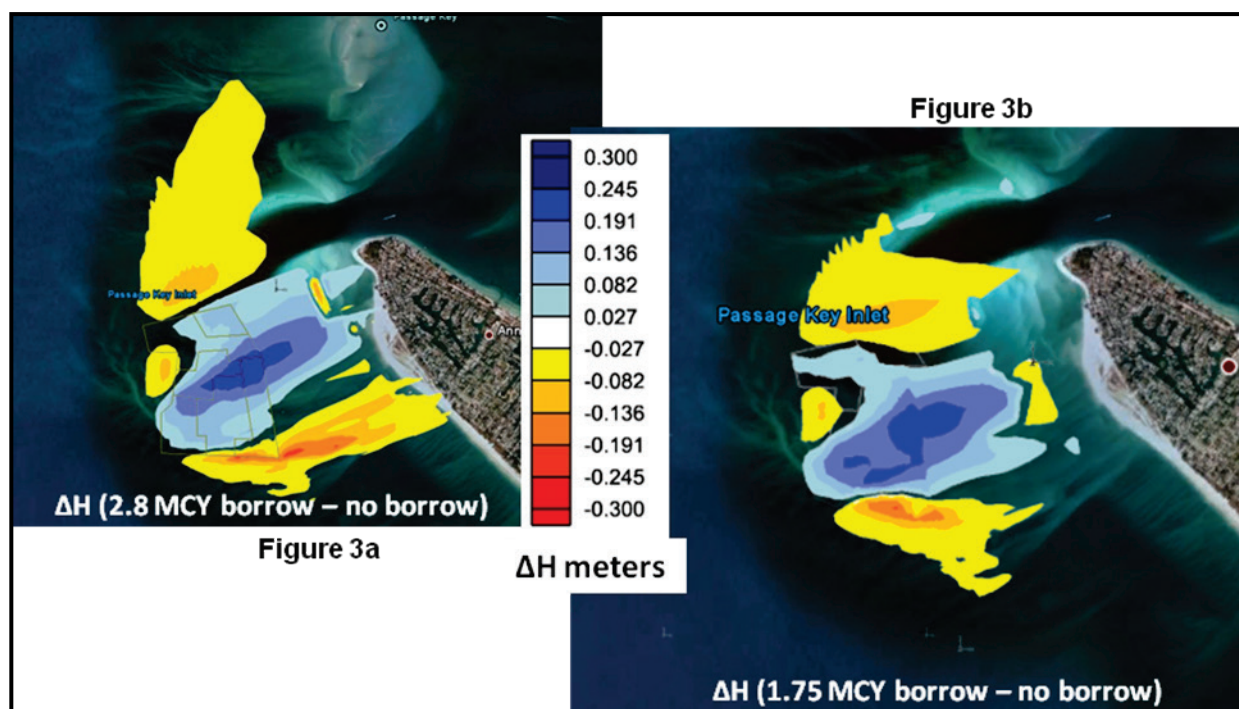 Passage Key
Passage Key Inlet
Ann
ΔH (2.8 MCY borrow – no borrow)
Figure 3a
0.300
0.245
0.191
0.136
0.082
0.027
-0.027
-0.082
-0.136
-0.191
-0.245
-0.300
ΔH meters
Figure 3b
Passage Key Inlet
ΔH (1.75 MCY borrow – no borrow)